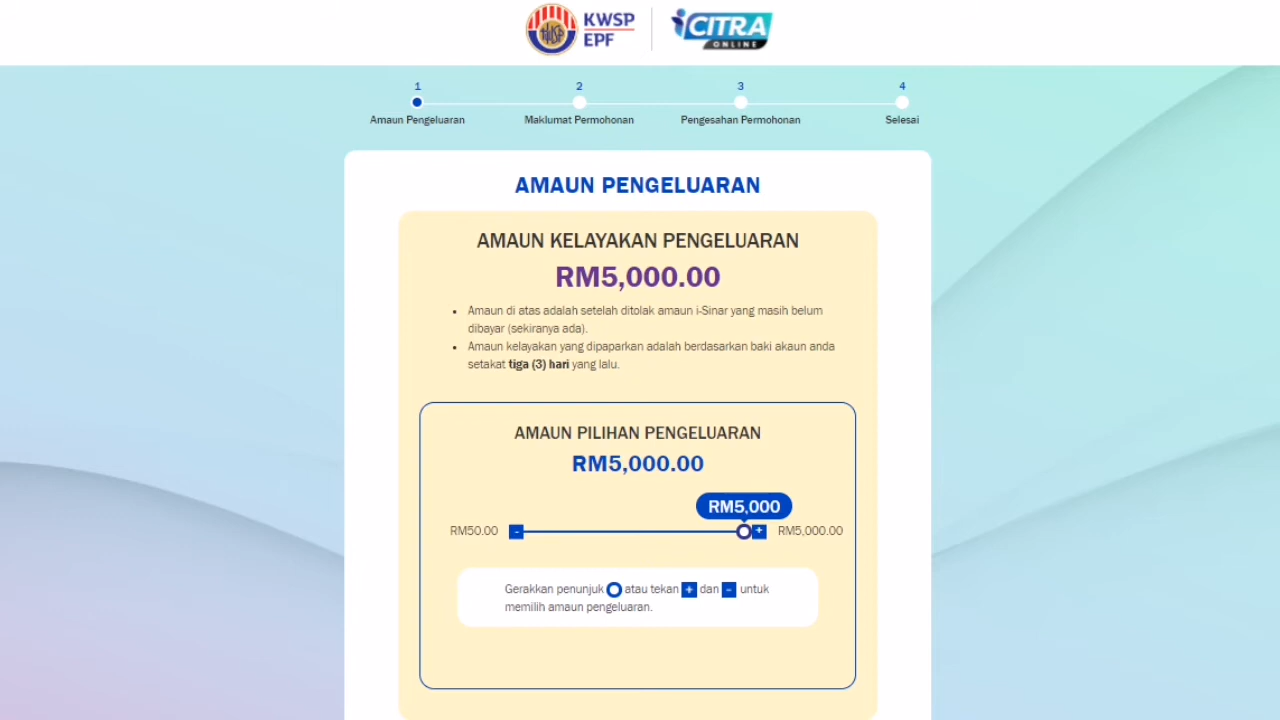 KWSP
EPF
iCITRA
ONLINE
1
2
3
4
Amaun Pengeluaran
Maklumat Permohonan
Pengesahan Permohonan
Selesai
AMAUN PENGELUARAN
AMAUN KELAYAKAN PENGELUARAN
RM5,000.00
• Amaun di atas adalah setelah ditolak amaun i-Sinar yang masih belum
dibayar (sekiranya ada).
• Amaun kelayakan yang dipaparkan adalah berdasarkan baki akaun anda
setakat tiga (3) hari yang lalu.
AMAUN PILIHAN PENGELUARAN
RM5,000.00
RM5,000
RM50.00 - + RM5,000.00
Gerakkan penunjuk atau tekan + dan - untuk
memilih amaun pengeluaran.